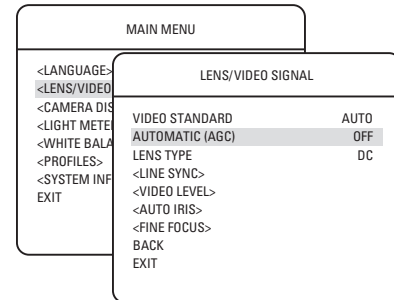 MAIN MENU
<LANGUAGE>
<LENS/VIDEO
<CAMERA DIS
<LIGHT
<WHITE BALA
<PROFILES>
<SYSTEM INF
EXIT
LENS/VIDEO SIGNAL
VIDEO STANDARD AUTO
AUTOMATIC (AGC) OFF
LENS TYPE DC
<LINE SYNC>
<VIDEO LEVEL>
<AUTO IRIS>
<FINE FOCUS>
BACK
EXIT